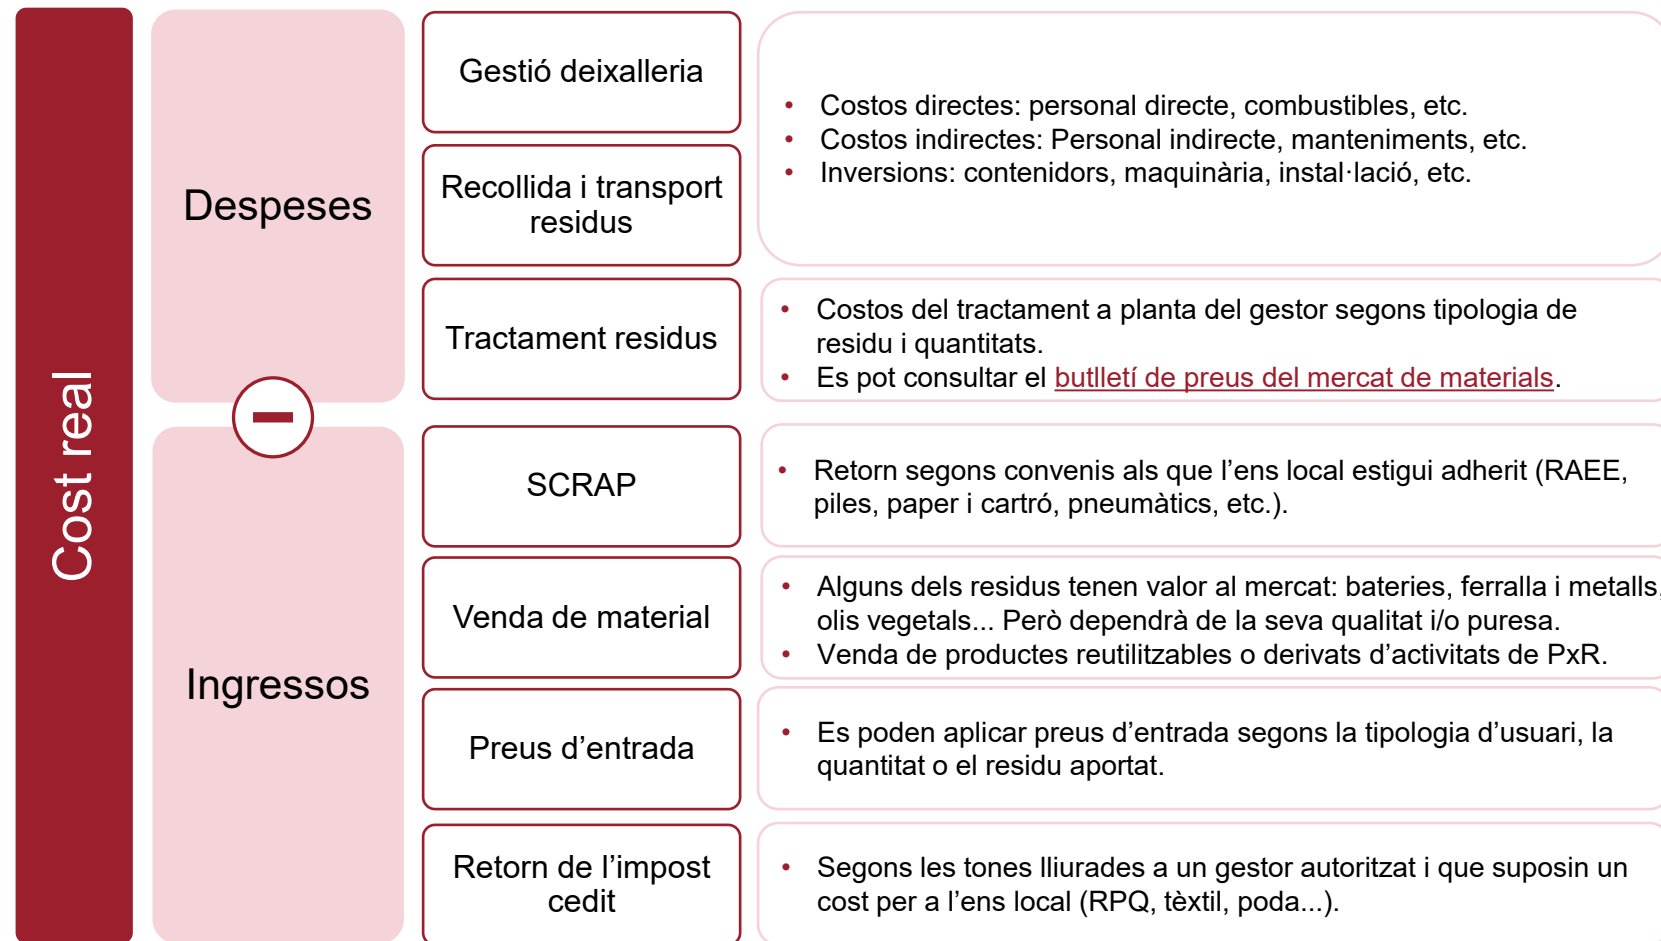 Cost real
Despeses
Gestió deixalleria
Recollida i transport
residus
• Costos directes: personal directe, combustibles, etc.
• Costos indirectes: Personal indirecte, manteniments, etc.
• Inversions: contenidors, maquinària, instal·lació, etc.
Tractament residus
• Costos del tractament a planta del gestor segons tipologia de
residu i quantitats.
• Es pot consultar el butlletí de preus del mercat de materials.
Ingressos
SCRAP
• Retorn segons convenis als que l’ens local estigui adherit (RAEE,
piles, paper i cartró, pneumàtics, etc.).
Venda de material
• Alguns dels residus tenen valor al mercat: bateries, ferralla i metalls,
olis vegetals... Però dependrà de la seva qualitat i/o puresa.
• Venda de productes reutilitzables o derivats d’activitats de PxR.
Preus d’entrada
• Es poden aplicar preus d’entrada segons la tipologia d’usuari, la
quantitat o el residu aportat.
Retorn de l’impost
cedit
• Segons les tones lliurades a un gestor autoritzat i que suposin un
cost per a l’ens local (RPQ, tèxtil, poda...).